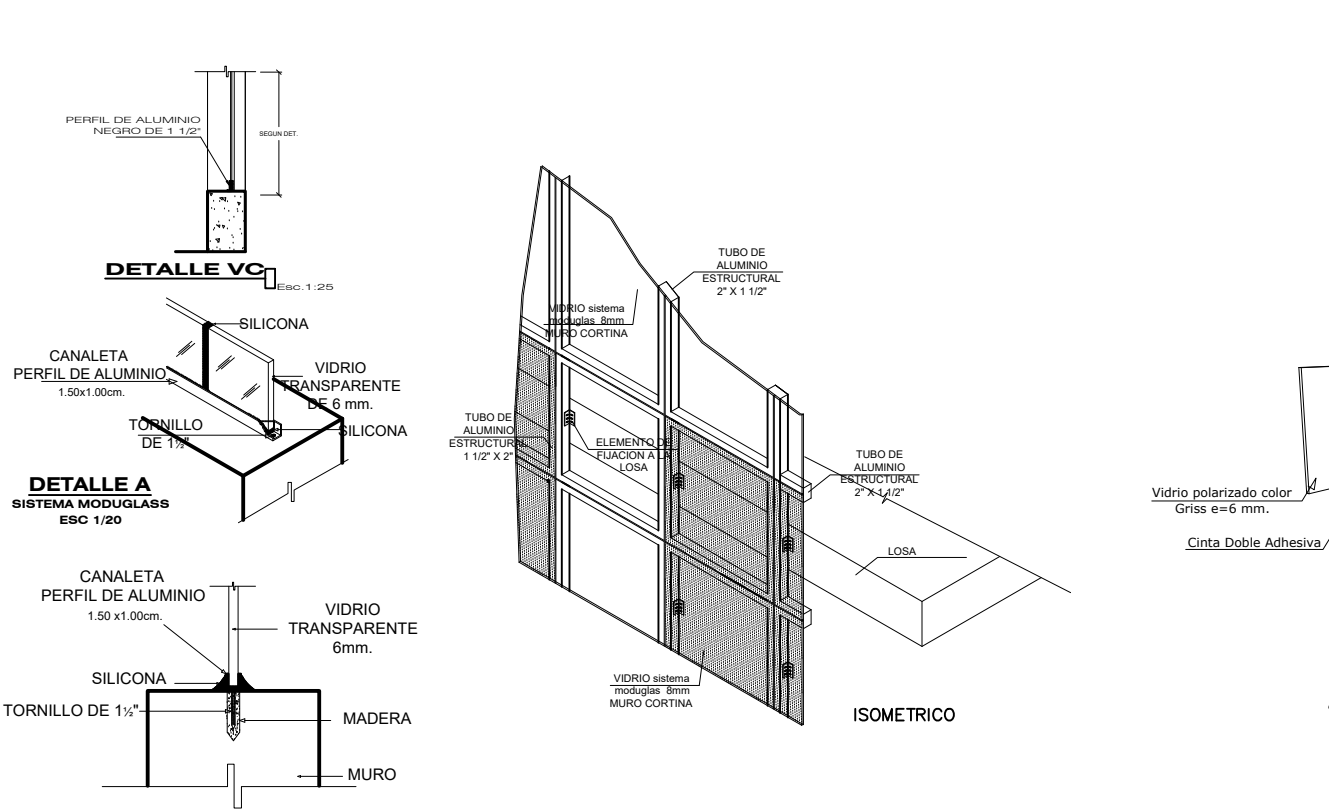 PERFIL DE ALUMINIO
NEGRO DE 1 1/2"
SEGUN DET.
DETALLE VC
Esc.1:25
SILICONA
CANALETA
PERFIL DE ALUMINIO
1.50x1.00cm.
VIDRIO
TRANSPARENTE
DE 6 mm.
TORNILLO
DE 1½"
SILICONA
DETALLE A
SISTEMA MODUGLASS
ESC 1/20
CANALETA
PERFIL DE ALUMINIO
1.50 x1.00cm.
VIDRIO
TRANSPARENTE
6mm.
SILICONA
TORNILLO DE 1½"
MADERA
MURO
TUBO DE
ALUMINIO
ESTRUCTURAL
2" X 1 1/2"
VIDRIO sistema
moduglas 8mm
MURO CORTINA
TUBO DE
ALUMINIO
ESTRUCTURAL
1 1/2" X 2"
ELEMENTO DE
FIJACION A LA
LOSA
TUBO DE
ALUMINIO
ESTRUCTURAL
2" X 1 1/2"
LOSA
VIDRIO sistema
moduglas 8mm
MURO CORTINA
ISOMETRICO
Vidrio polarizado color
Griss e=6 mm.
Cinta Doble Adhesiva